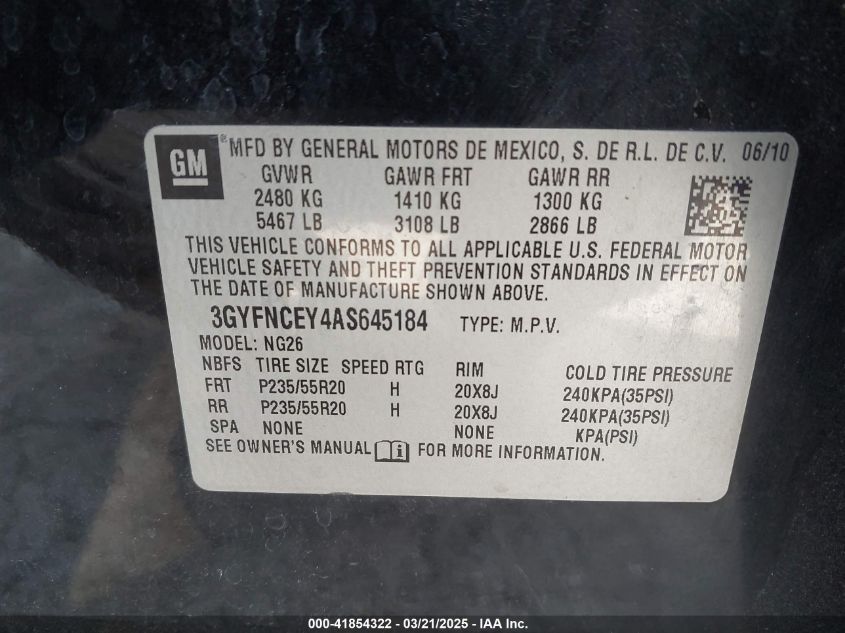 GM ® MFD BY GENERAL MOTORS DE MEXICO, S. DE R.L. DE C.V. 06/10
GVWR GAWR FRT GAWR RR
2480 KG 1410 KG 1300 KG
5467 LB 3108 LB 2866 LB
THIS VEHICLE CONFORMS TO ALL APPLICABLE U.S. FEDERAL MOTOR
VEHICLE SAFETY AND THEFT PREVENTION STANDARDS IN EFFECT ON
THE DATE OF MANUFACTURE SHOWN ABOVE.
3GYFNCEY4AS645184 TYPE: M.P.V.
MODEL: NG26
NBFS TIRE SIZE SPEED RTG RIM COLD TIRE PRESSURE
FRT P235/55R20 H 20X8J 240KPA(35PSI)
RR P235/55R20 H 20X8J 240KPA(35PSI)
SPA NONE NONE KPA(PSI)
SEE OWNER'S MANUAL FOR MORE INFORMATION.
000-41854322 - 03/21/2025 - IAA Inc.